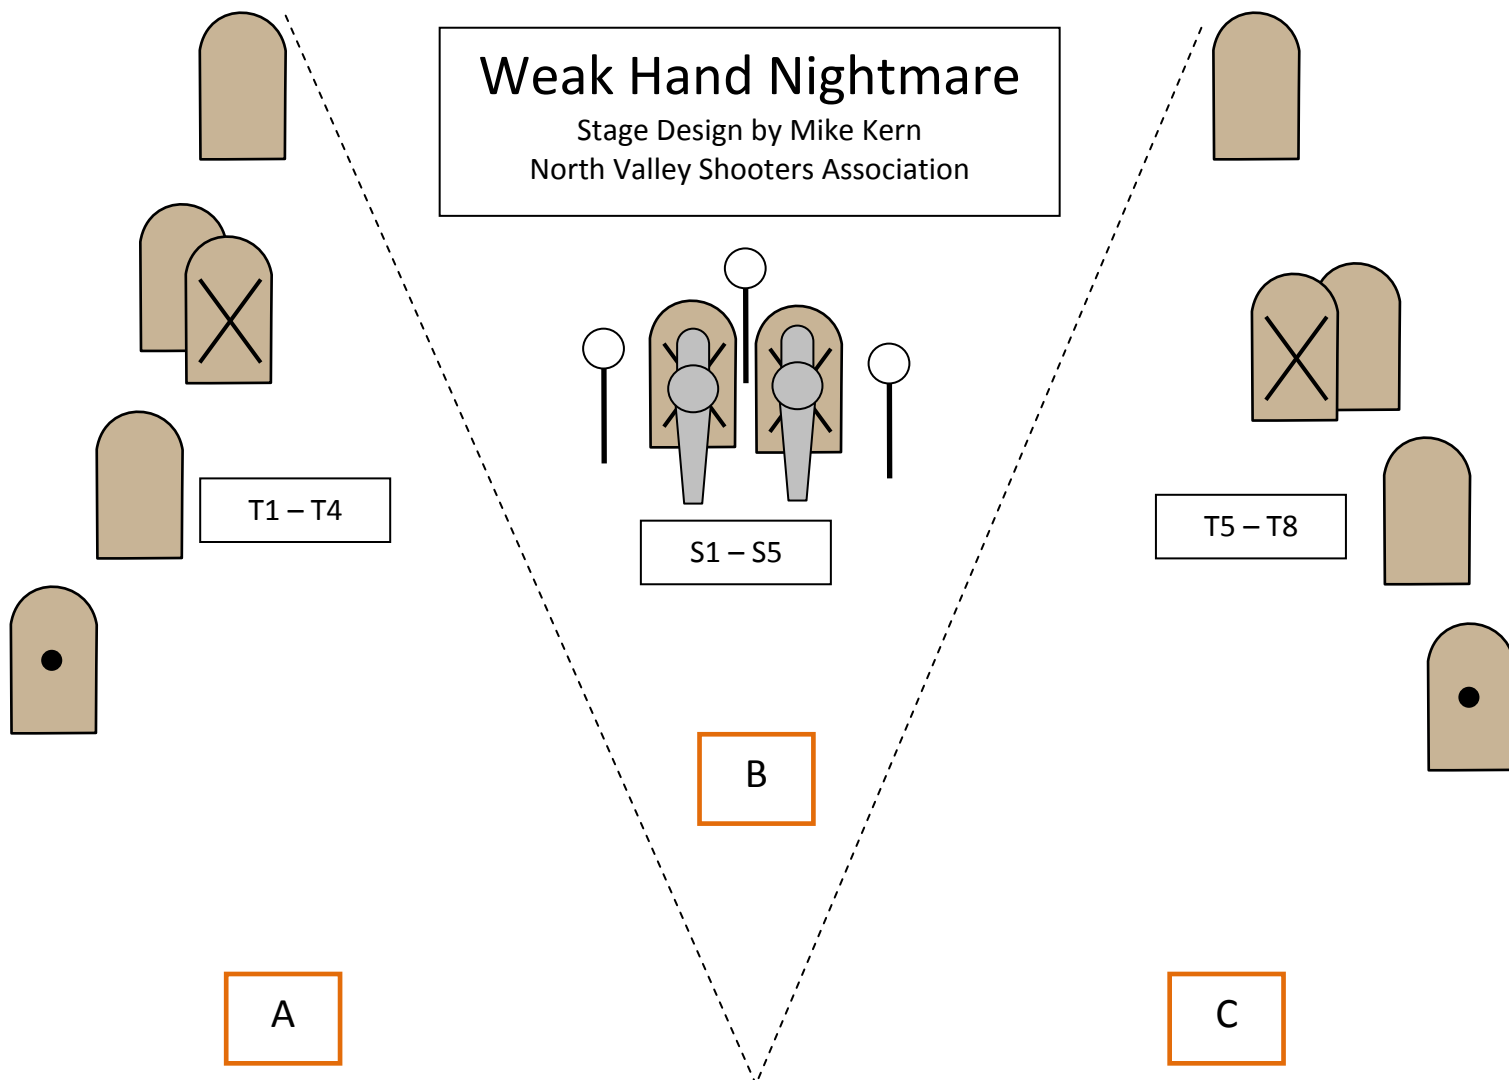 Weak Hand Nightmare
Stage Design by Mike Kern
North Valley Shooters Association
T1 – T4
S1 – S5
T5 – T8
B
A
C